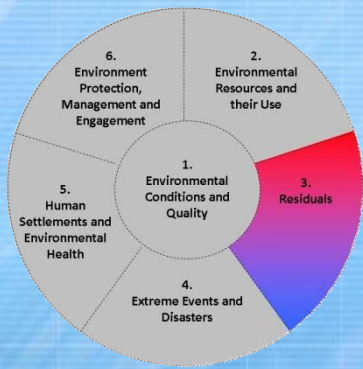 1.
Environmental
Conditions and
Quality
2.
Environmental
Resources and
their Use
3.
Residuals
4.
Extreme Events and
Disasters
5.
Human
Settlements and
Environmental
Health
6.
Environment
Protection,
Management and
Engagement